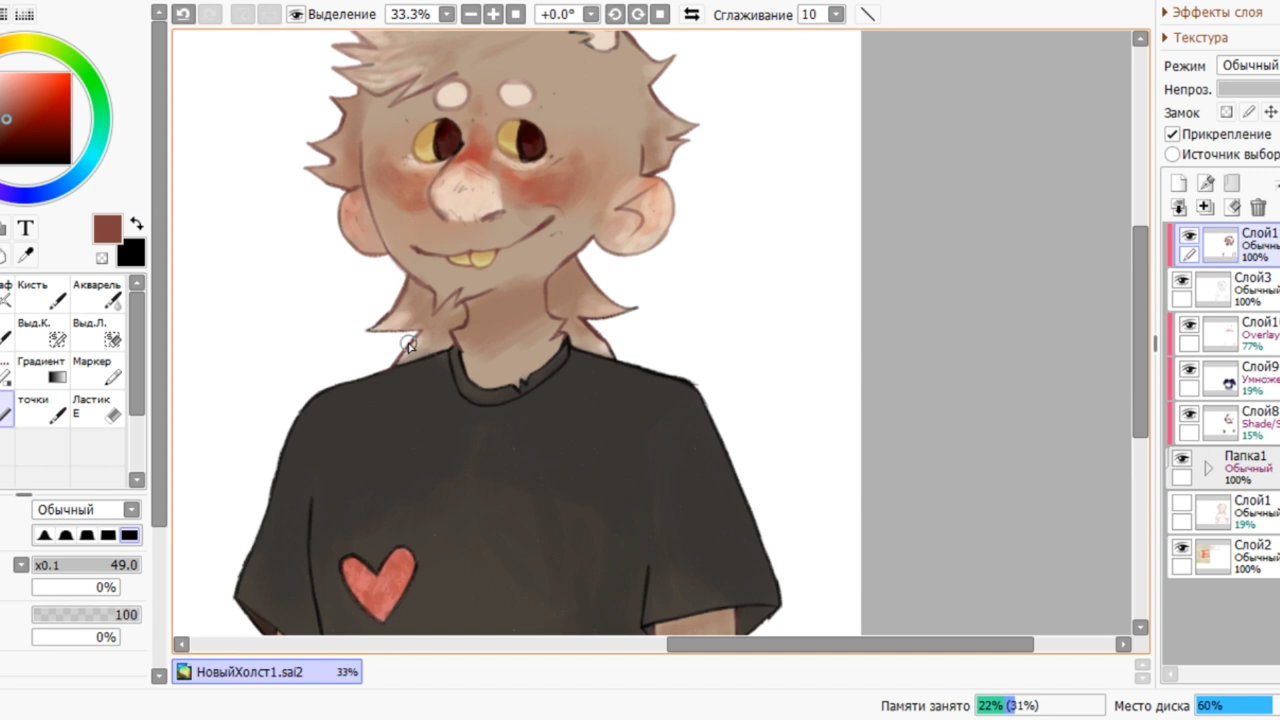 Выделение 33.3% +0.0° Сглаживание 10
Эффекты слоя
Текстура
Режим Обычный
Непроз.
Замок
Прикрепление
Источник выбор
T
Кисть Акварель
Выд.К. Выд.Л.
Градиент Маркер
точки Ластик
E
Обычный
x0.1 49.0
0%
100
0%
Слой1
Обычн
100%
Слой3
Обычный
100%
Слой1
Overlay
77%
Слой9
Умноже
19%
Слой8
Shade/S
15%
Папка1
Обычный
100%
Слой1
Обычный
19%
Слой2
Обычный
100%
НовыйХолст1.sai2 33%
Памяти занято 22% (31%) Место диска 60%